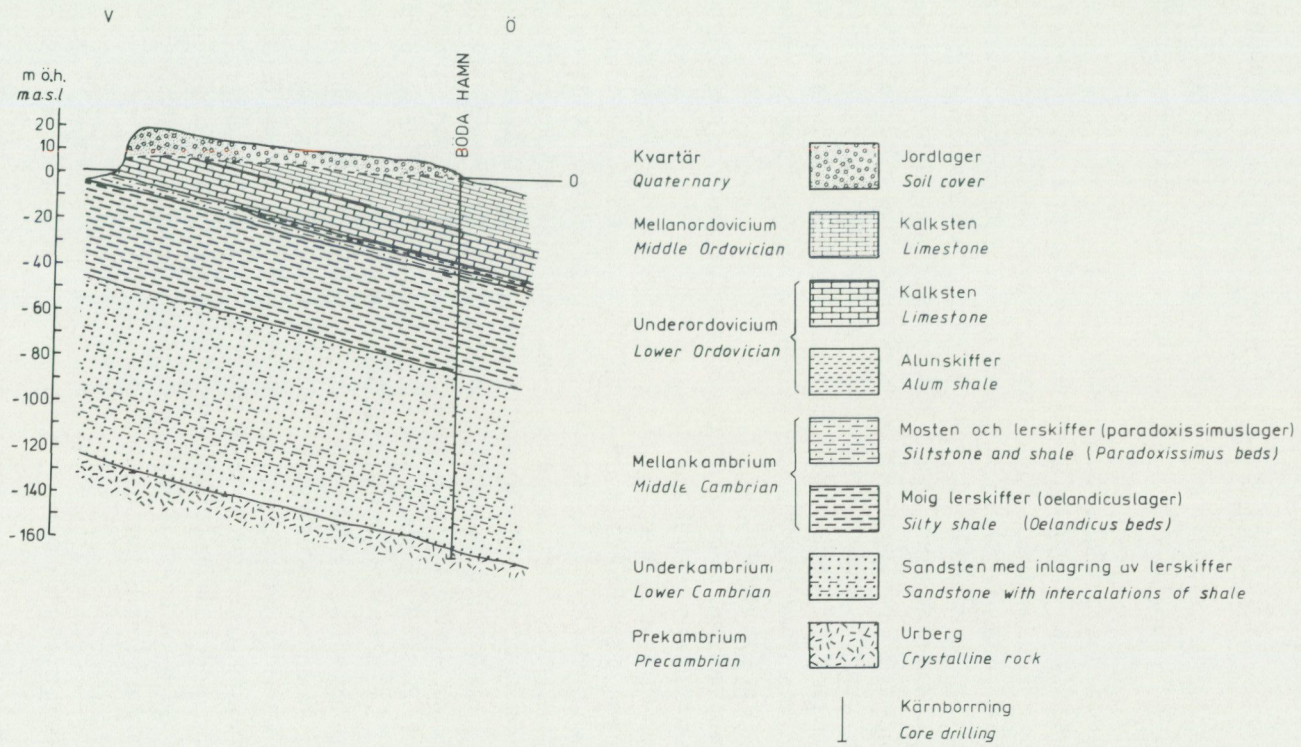 V
Ö
BÖDA HAMN
m ö.h.
m.a.s.l
20
10
0
-20
-40
-60
-80
-100
-120
-140
-160
0
Kvartär
Quaternary
Jordlager
Soil cover
Mellanordovicium
Middle Ordovician
Kalksten
Limestone
Underordovicium
Lower Ordovician
Kalksten
Limestone
Alunskiffer
Alum shale
Mellankambrium
Middle Cambrian
Mosten och lerskiffer (paradoxissimuslager)
Siltstone and shale (Paradoxissimus beds)
Moig lerskiffer (oelandicuslager)
Silty shale (Oelandicus beds)
Underkambrium
Lower Cambrian
Sandsten med inlagring av lerskiffer
Sandstone with intercalations of shale
Prekambrium
Precambrian
Urberg
Crystalline rock
Kärnborrning
Core drilling